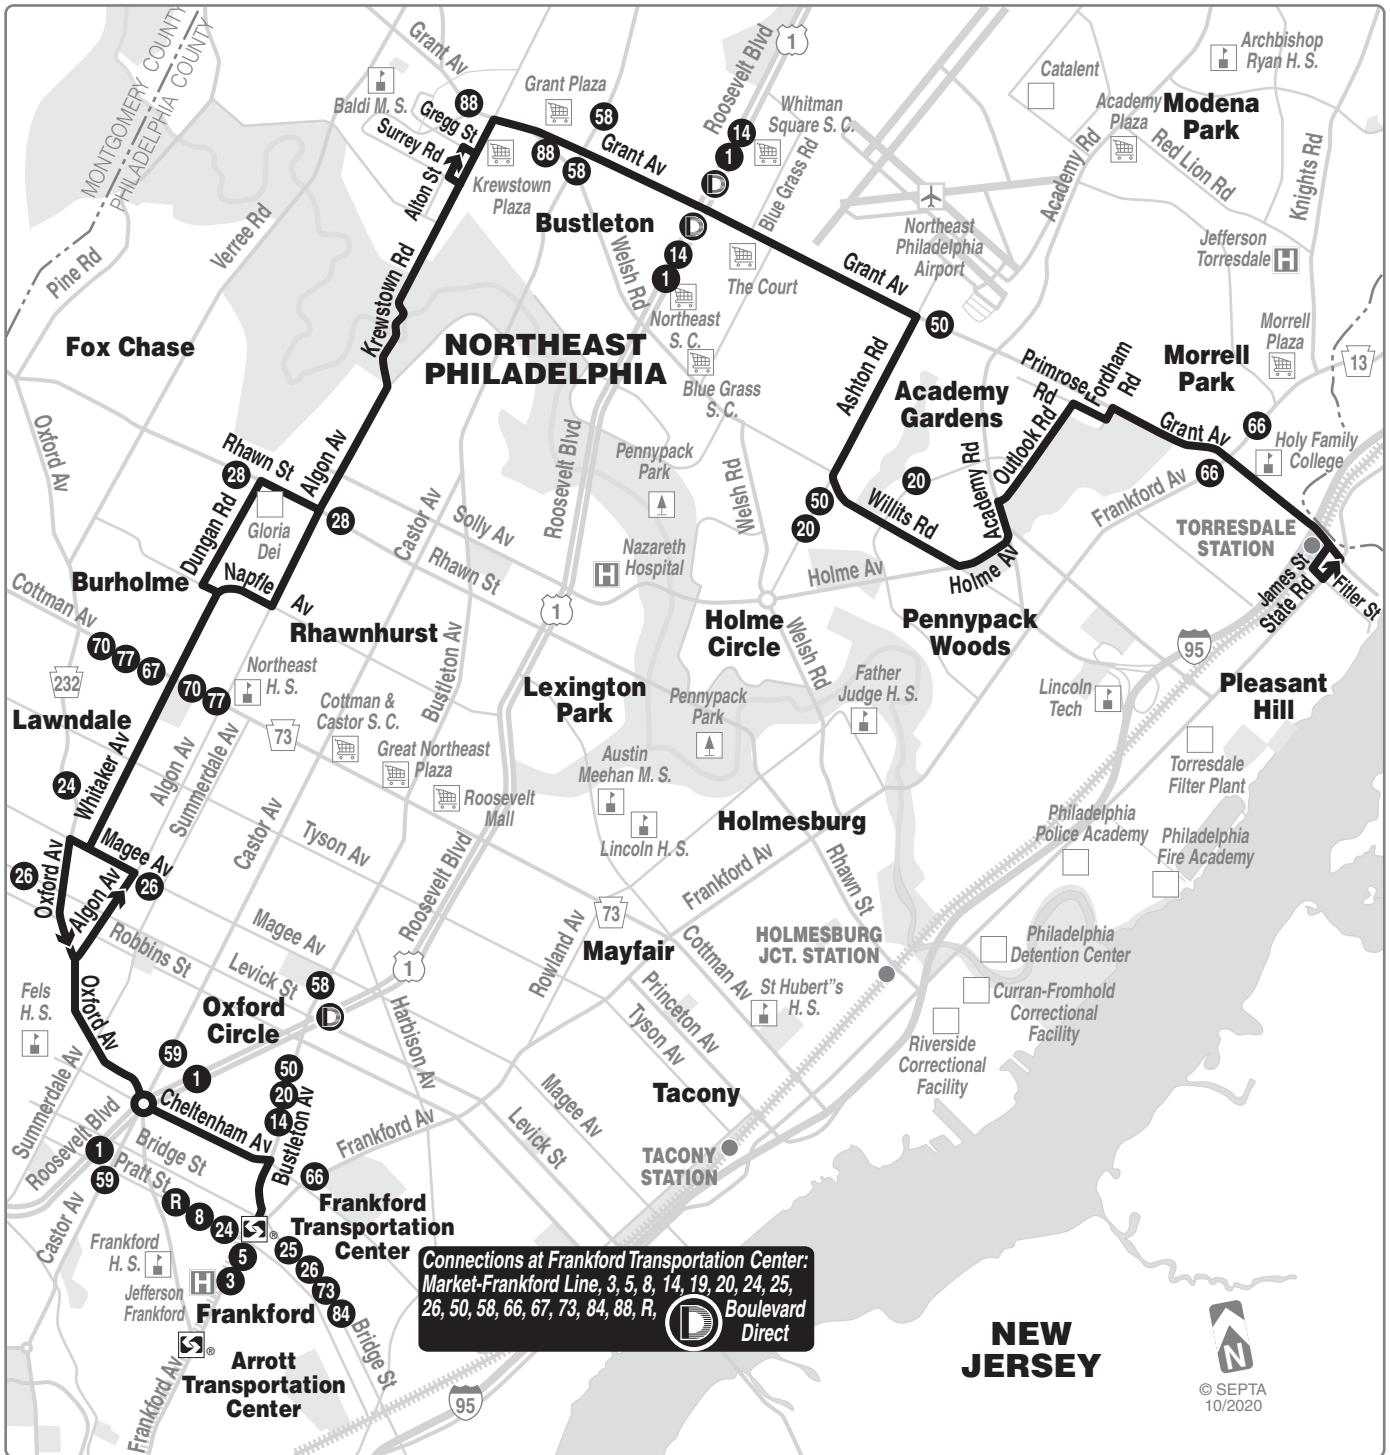 MONTGOMERY COUNTY
PHILADELPHIA COUNTY
Grant Av
Baldi M. S.
88
Gregg St
Surrey Rd
Alton St
Grant Plaza
58
Grant Av
88
58
Krewstown
Plaza
Bustleton
Roosevelt Blvd
1
Whitman
Square S. C.
14
1
D
Blue Grass Rd
D
14
1
Welsh Rd
Northeast
S. C.
The Court
Blue Grass
S. C.
Catalent
Archbishop
Ryan H. S.
Academy
Plaza
Modena
Park
Red Lion Rd
Academy Rd
Knights Rd
Northeast
Philadelphia
Airport
Jefferson
Torresdale
H
Grant Av
50
Pine Rd
Verree Rd
Krewstown Rd
Fox Chase
NORTHEAST
PHILADELPHIA
Ashton Rd
Academy
Gardens
Primrose
Rd
Fordham
Rd
Morrell
Park
Morrell
Plaza
13
Outlook Rd
Grant Av
66
Holy Family
College
66
Frankford Av
TORRESDALE
STATION
Oxford Av
Rhawn St
28
Algon Av
28
Dungan Rd
Gloria
Dei
Napfle
Av
Castor Av
Solly Av
Rhawn St
Roosevelt Blvd
Pennypack
Park
Welsh Rd
Nazareth
Hospital
H
50
20
20
Willits Rd
Academy Rd
Holme Av
Holme Av
James St
State Rd
Fitler St
Burholme
Cottman Av
70
77
67
70
77
Rhawnhurst
Northeast
H. S.
Bustleton Av
1
Holme
Circle
Welsh Rd
Pennypack
Woods
95
232
Lawndale
Whitaker Av
Cottman &
Castor S. C.
73
Great Northeast
Plaza
Roosevelt
Mall
Lexington
Park
Pennypack
Park
Father
Judge H. S.
Lincoln
Tech
Pleasant
Hill
Torresdale
Filter Plant
24
Algon Av
Summerdale Av
Castor Av
Tyson Av
Roosevelt Blvd
Austin
Meehan M. S.
Lincoln H. S.
Holmesburg
Philadelphia
Police Academy
Philadelphia
Fire Academy
Magee Av
26
Oxford Av
Algon Av
26
Frankford Av
Rhawn St
Robbins St
Magee Av
Levick St
1
73
Rowland Av
Mayfair
Cottman Av
HOLMESBURG
JCT. STATION
Philadelphia
Detention Center
Fels
H. S.
Oxford Av
Oxford
Circle
58
D
Harbison Av
Princeton Av
Tyson Av
St Hubert"s
H. S.
Curran-Fromhold
Correctional
Facility
Riverside
Correctional
Facility
59
1
50
20
14
Summerdale Av
Roosevelt Blvd
Cheltenham Av
Bustleton Av
Frankford Av
Magee Av
Levick St
Tacony
TACONY
STATION
1
59
Bridge St
Pratt St
66
Castor Av
R
8
24
®
5
3
25
26
73
84
Frankford
Transportation
Center
Frankford
H. S.
Jefferson
Frankford
H
Frankford
®
Arrott
Transportation
Center
Frankford Av
Bridge St
95
Connections at Frankford Transportation Center:
Market-Frankford Line, 3, 5, 8, 14, 19, 20, 24, 25,
26, 50, 58, 66, 67, 73, 84, 88, R, D Boulevard
Direct
NEW
JERSEY
N
© SEPTA
10/2020